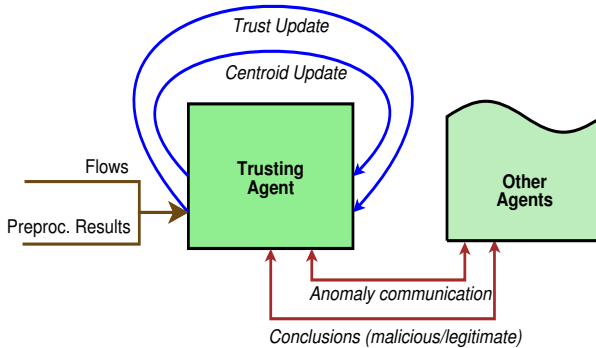 Trust Update
Centroid Update
Flows
Preproc. Results
Trusting
Agent
Other
Agents
Anomaly communication
Conclusions (malicious/legitimate)